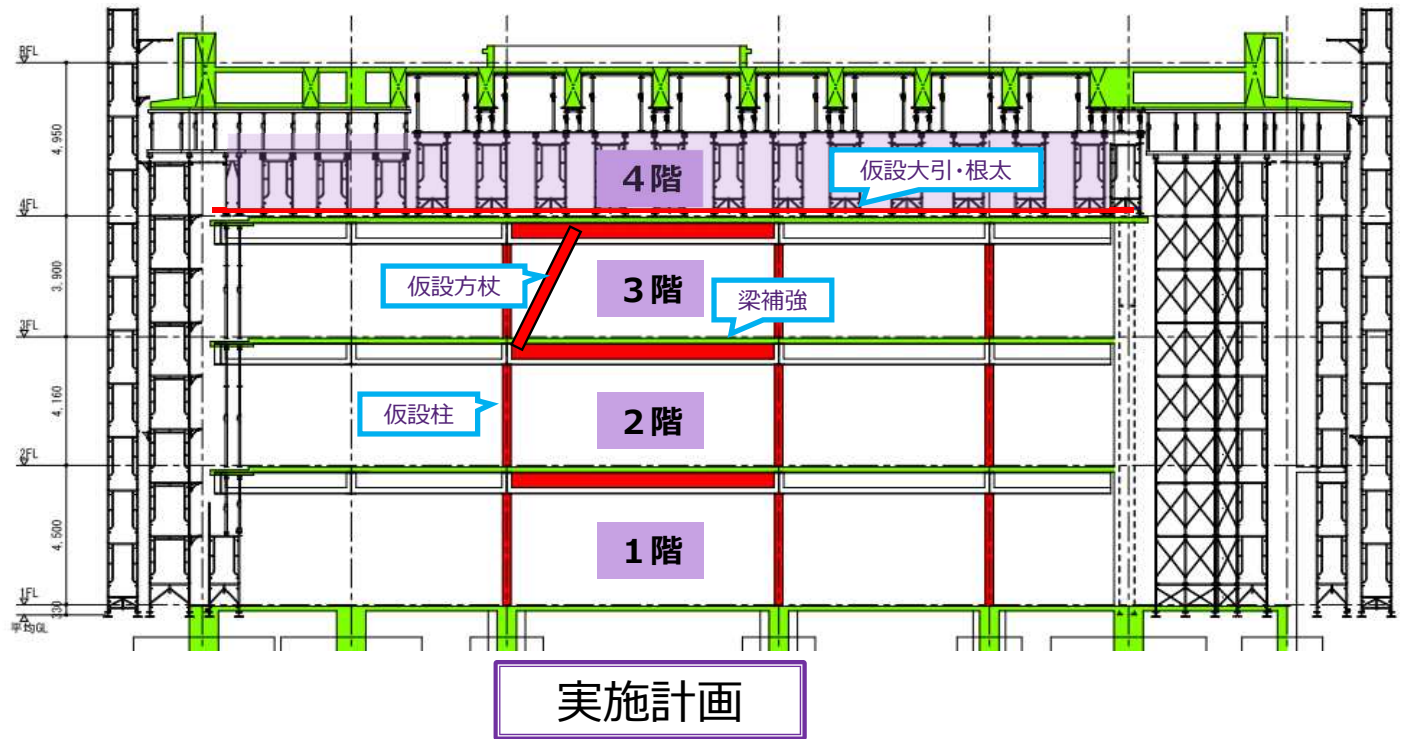 RFL
4,950
4階
仮設大引・根太
4FL
3,900
仮設方杖
3階
梁補強
3FL
4,160
仮設柱
2階
2FL
4,500
1階
1FL
330
平均GL
実施計画